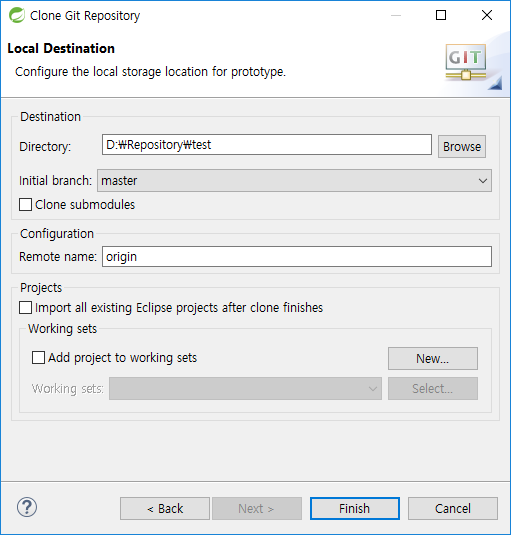 Clone Git Repository
Local Destination
Configure the local storage location for prototype.
GIT
Destination
Directory: D:₩Repository₩test Browse
Initial branch: master
Clone submodules
Configuration
Remote name: origin
Projects
Import all existing Eclipse projects after clone finishes
Working sets
Add project to working sets New...
Working sets: Select...
? < Back Next > Finish Cancel